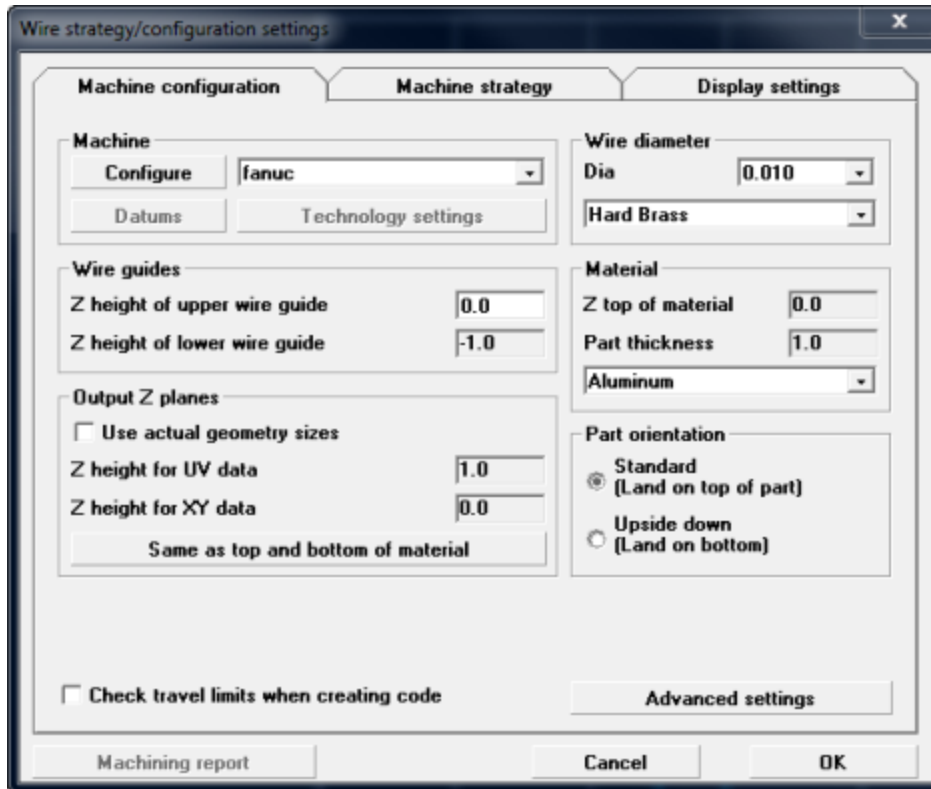 Wire strategy/configuration settings
x
Machine configuration
Machine strategy
Display settings
Machine
Configure
fanuc
Datums
Technology settings
Wire diameter
Dia
0.010
Hard Brass
Wire guides
Z height of upper wire guide
0.0
Z height of lower wire guide
-1.0
Material
Z top of material
0.0
Part thickness
1.0
Aluminum
Output Z planes
Use actual geometry sizes
Z height for UV data
1.0
Z height for XY data
0.0
Same as top and bottom of material
Part orientation
Standard
(Land on top of part)
Upside down
(Land on bottom)
Check travel limits when creating code
Advanced settings
Machining report
Cancel
OK